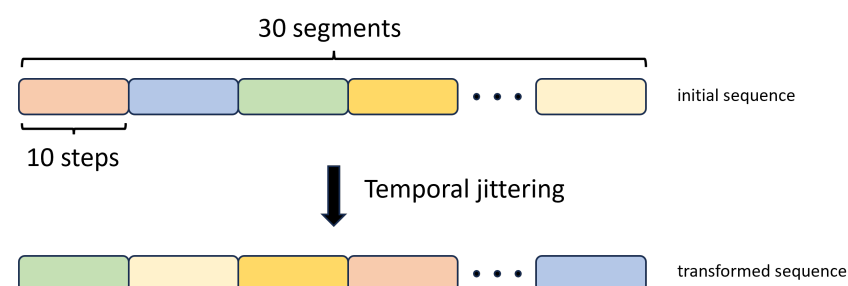 30 segments
initial sequence
10 steps
Temporal jittering
transformed sequence